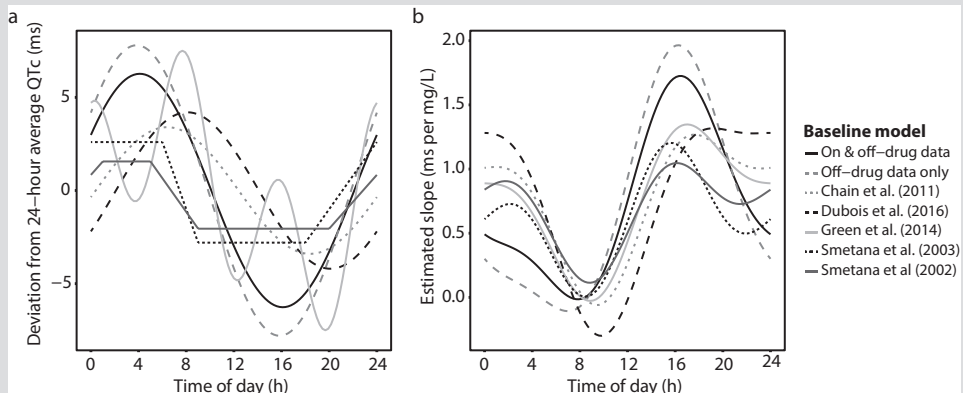 a
Deviation from 24−hour average QTc (ms)
5
0
−5
0 4 8 12 16 20 24
Time of day (h)
b
Estimated slope (ms per mg/L)
2.0
1.5
1.0
0.5
0.0
0 4 8 12 16 20 24
Time of day (h)
Baseline model
On & off−drug data
Off−drug data only
Chain et al. (2011)
Dubois et al. (2016)
Green et al. (2014)
Smetana et al. (2003)
Smetana et al (2002)